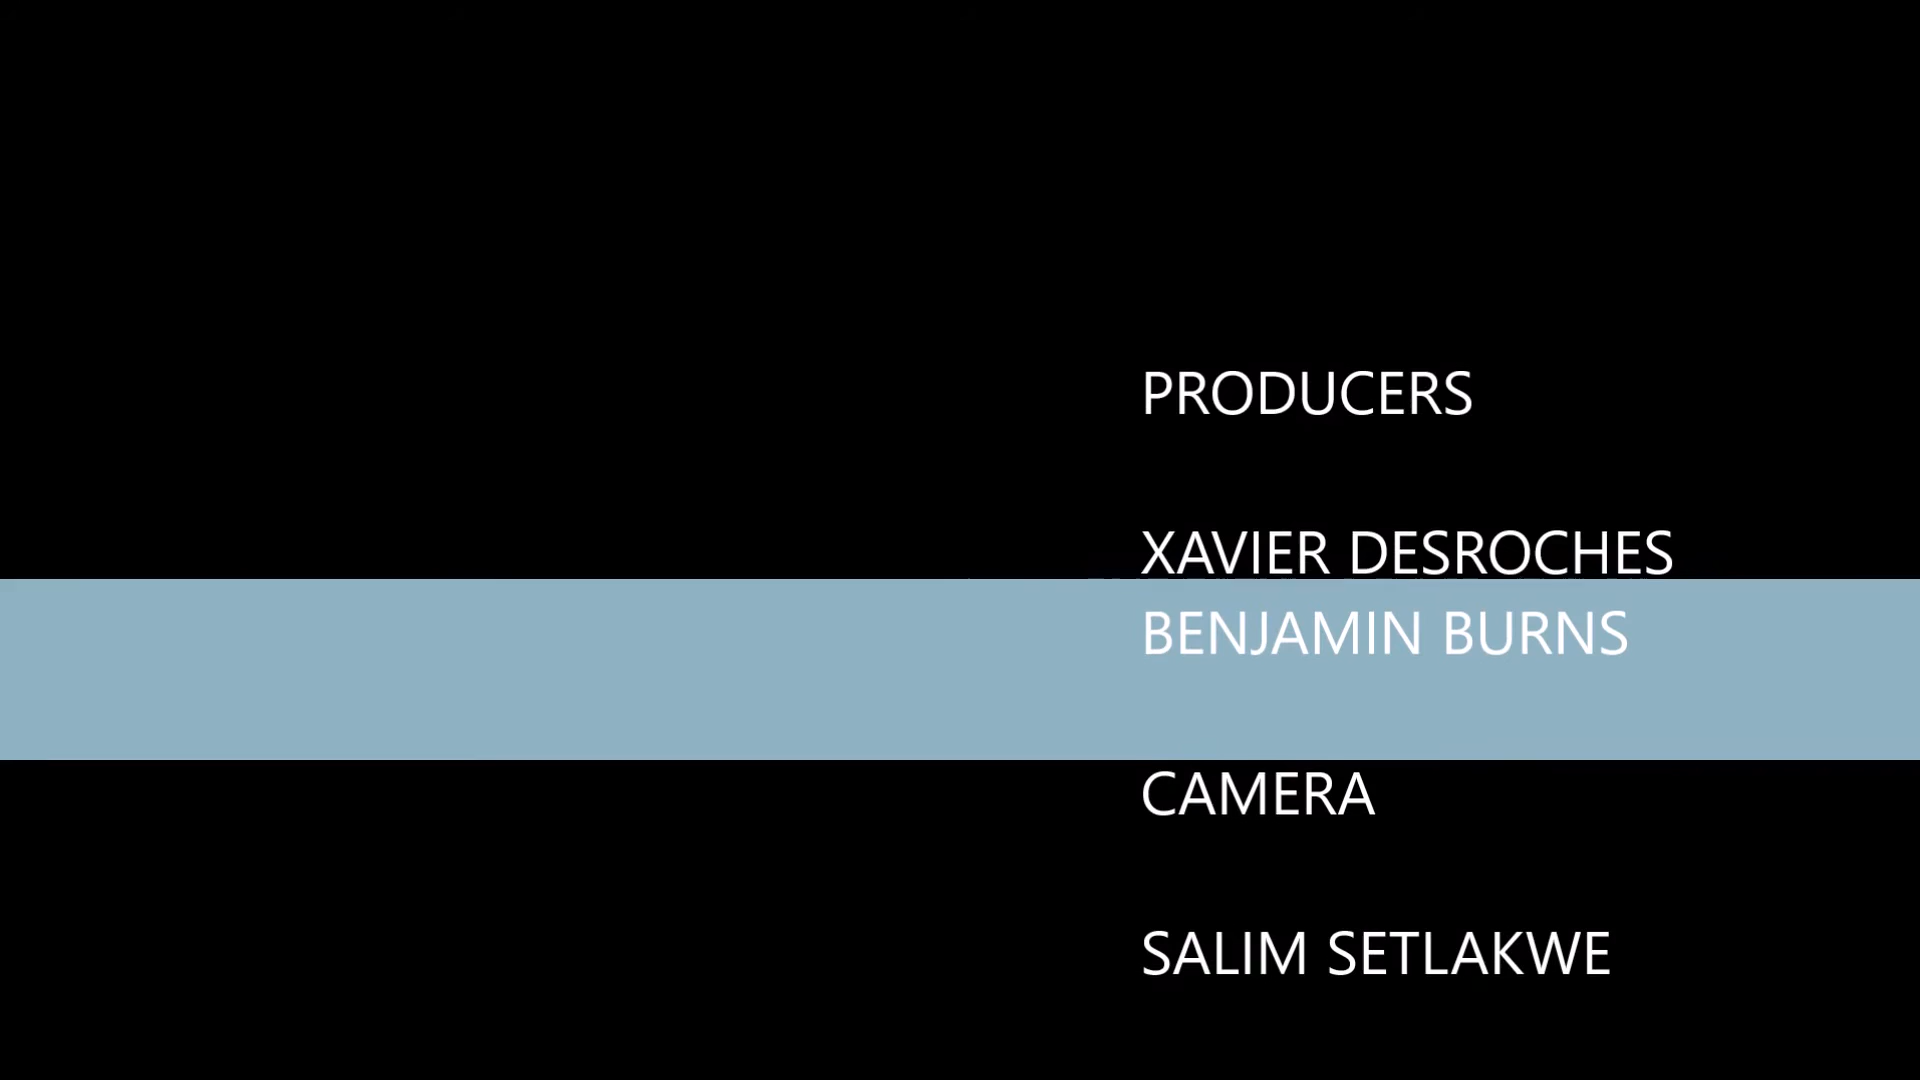 PRODUCERS
XAVIER DESROCHES
BENJAMIN BURNS
CAMERA
SALIM SETLAKWE